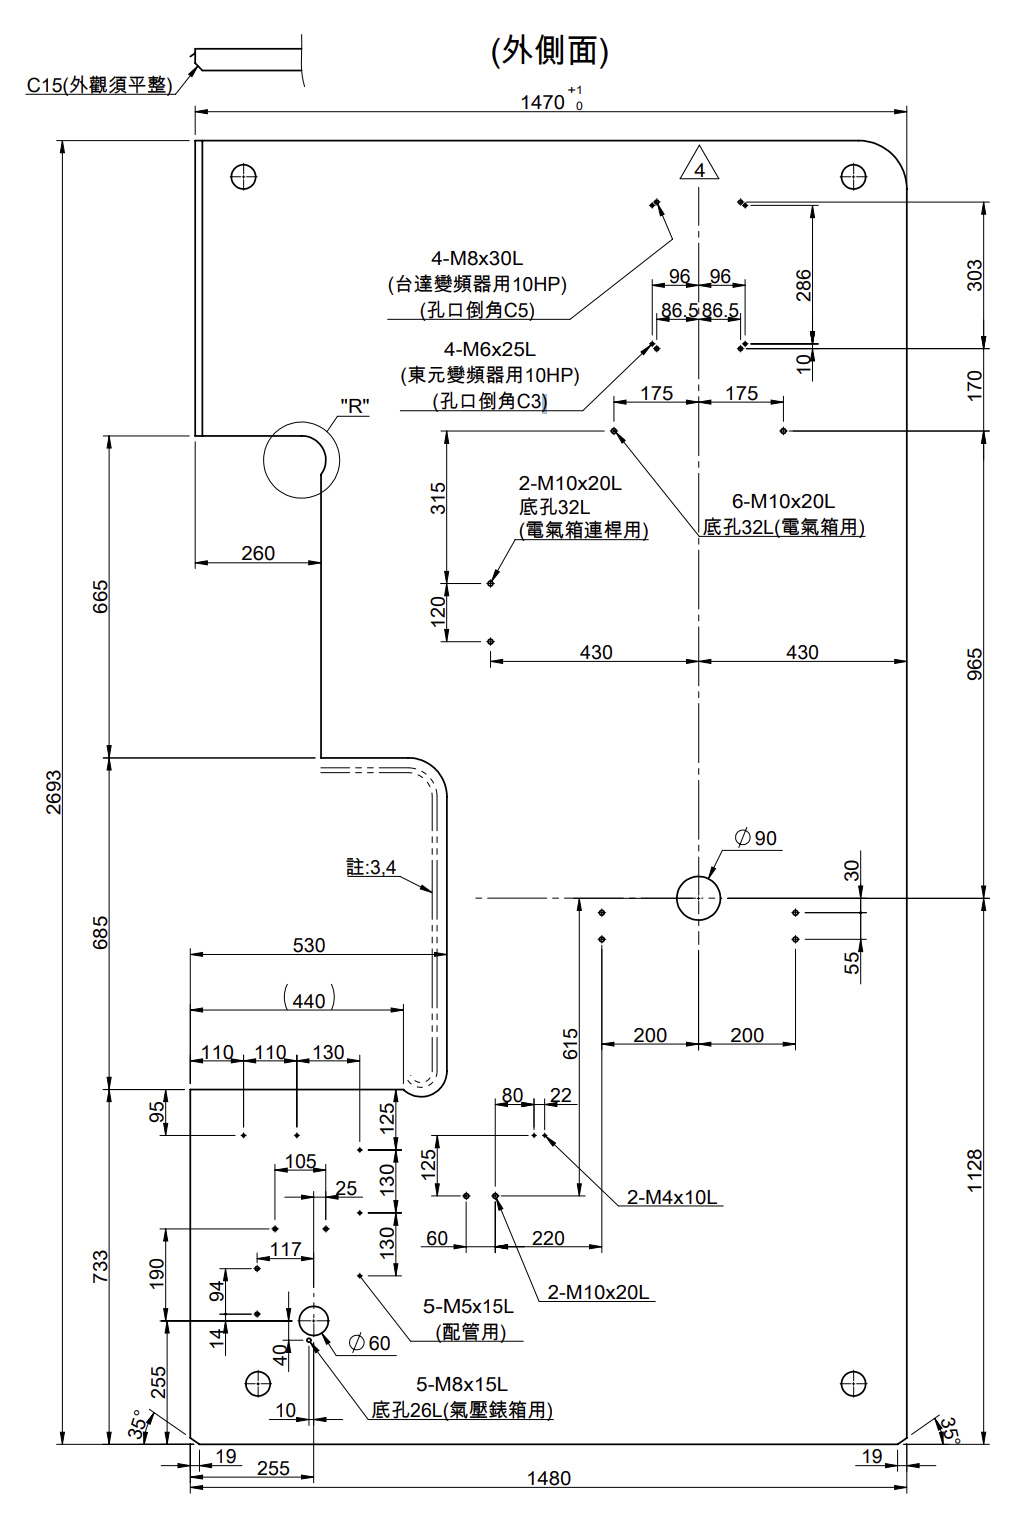 (外側面)
C15(外觀須平整)
1470 +1 0
4
4-M8x30L
(台達變頻器用10HP)
(孔口倒角C5)
96
96
286
303
86.5
86.5
4-M6x25L
(東元變頻器用10HP)
(孔口倒角C3)
10
170
175
175
"R"
315
2-M10x20L
底孔32L
(電氣箱連桿用)
6-M10x20L
底孔32L(電氣箱用)
260
665
120
430
430
965
2693
註:3,4
Ø90
30
685
530
55
(440)
615
200
200
110
110
130
95
125
80
22
105
125
1128
25
130
2-M4x10L
733
117
130
60
220
190
94
2-M10x20L
5-M5x15L
(配管用)
14
Ø60
40
255
5-M8x15L
底孔26L(氣壓錶箱用)
10
35°
35°
19
255
19
1480